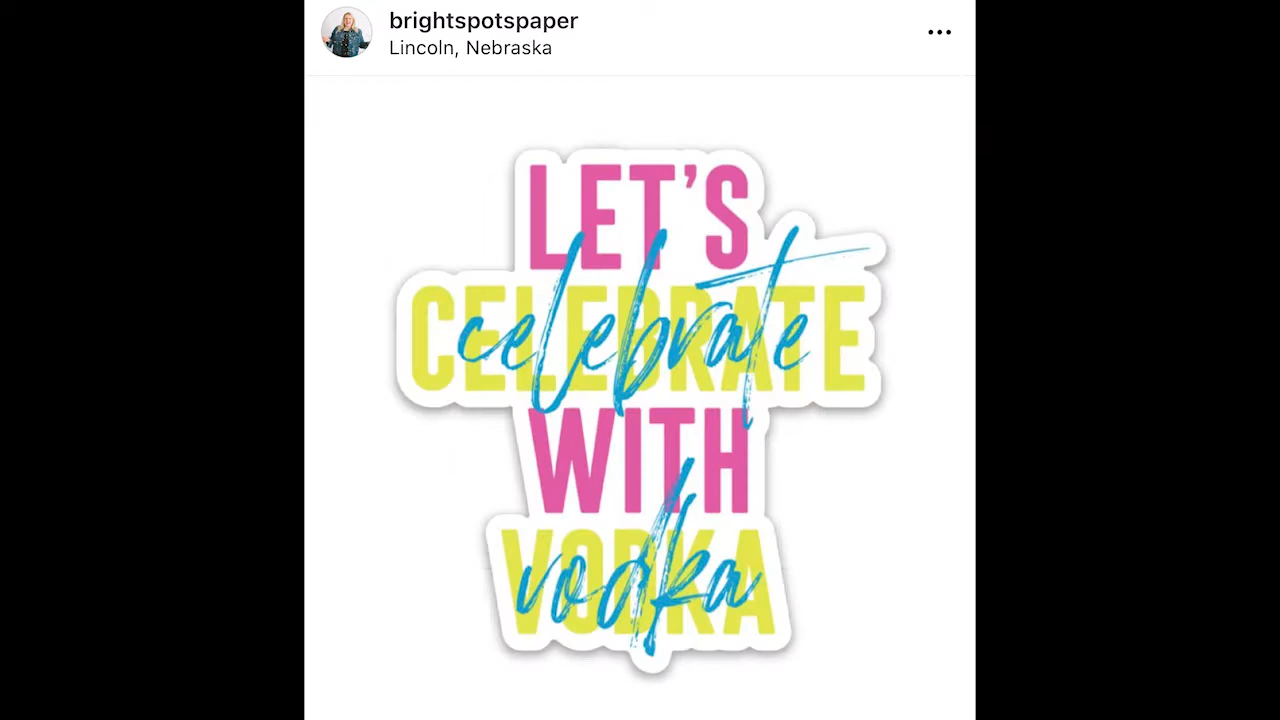 brightspotspaper
Lincoln, Nebraska
LET'S
CELEBRATE
celebrate
WITH
VODKA
vodka